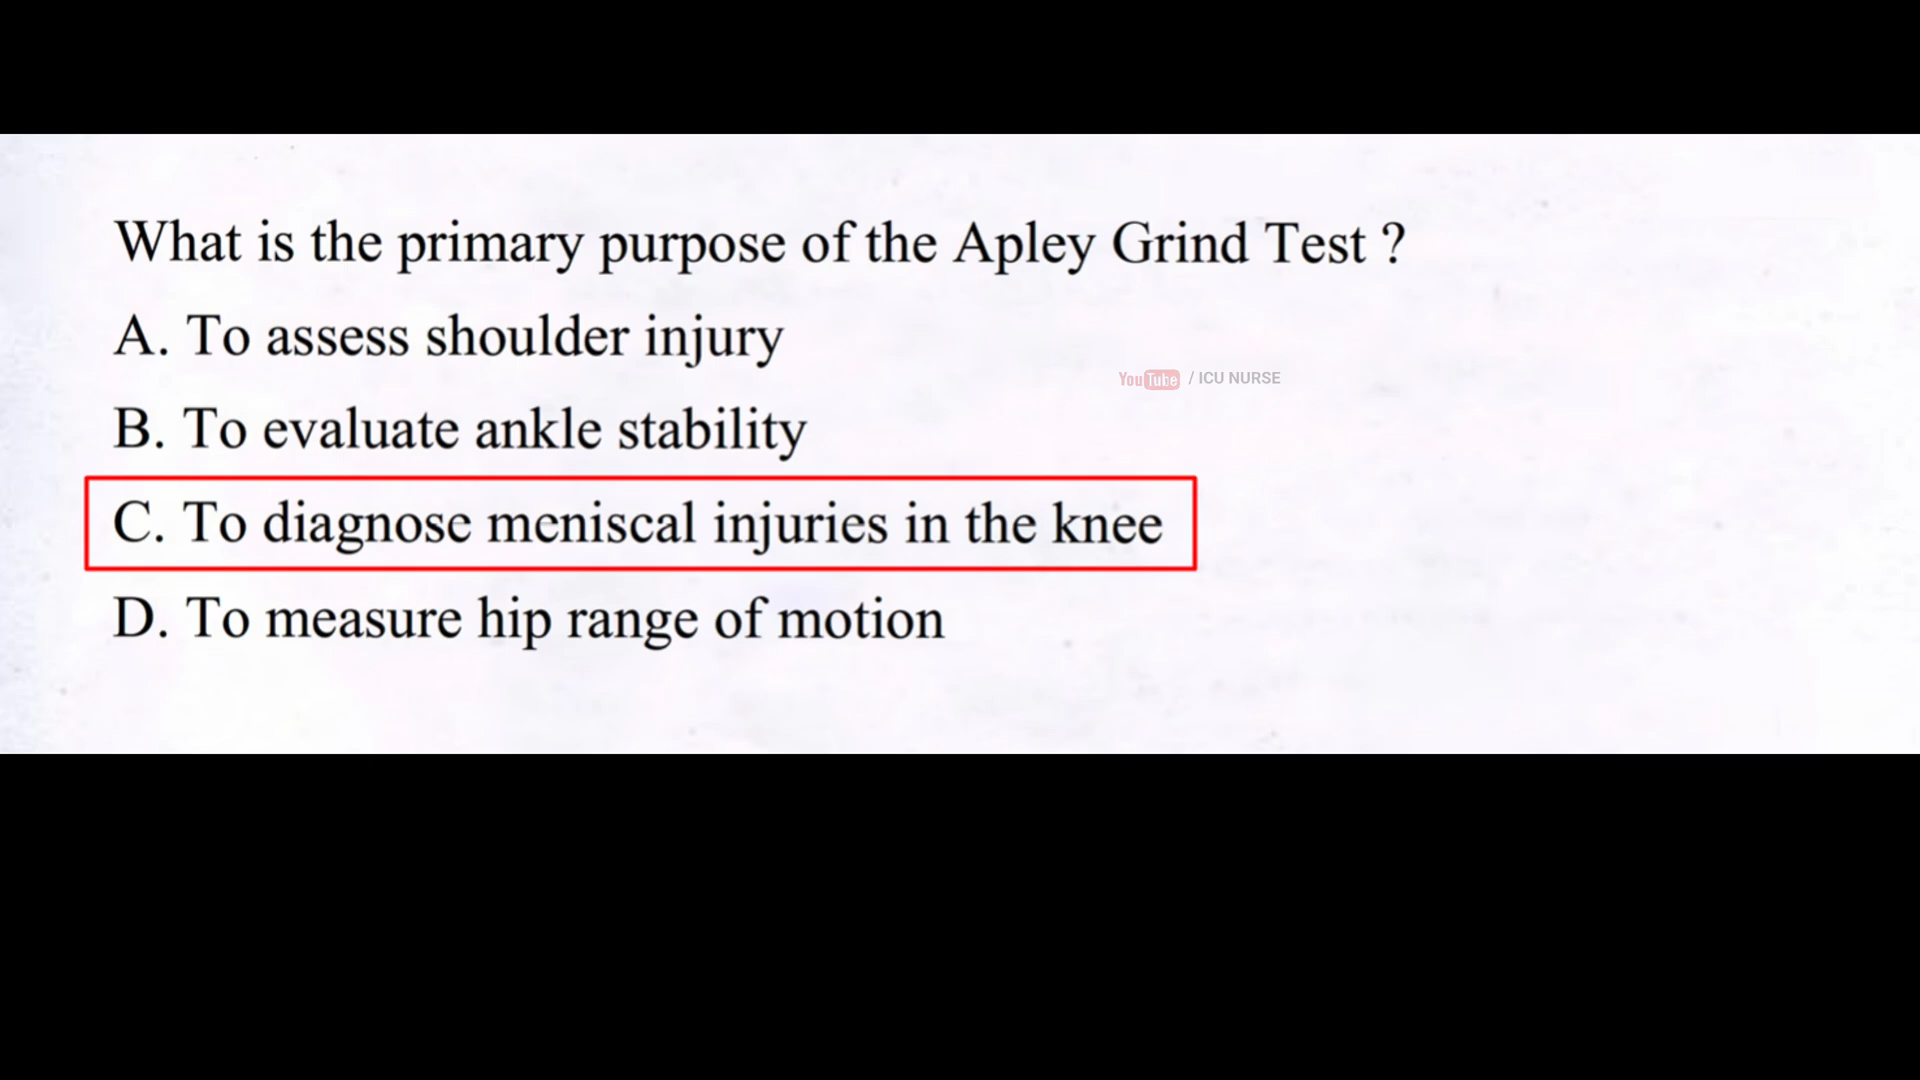 What is the primary purpose of the Apley Grind Test ?
A. To assess shoulder injury
YouTube / ICU NURSE
B. To evaluate ankle stability
C. To diagnose meniscal injuries in the knee
D. To measure hip range of motion